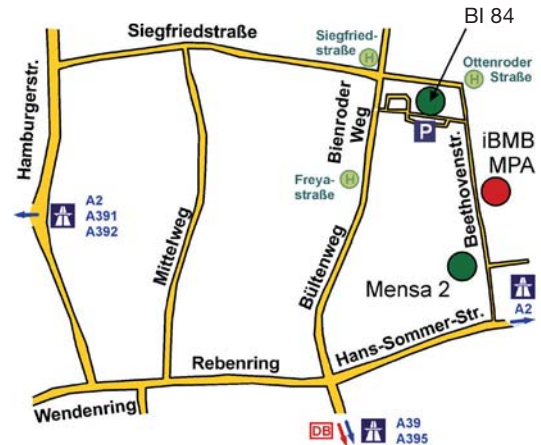 BI 84
Siegfriedstraße
Siegfried-
straße
H
Ottenroder
Straße
H
Hamburgerstr.
Bienroder
Weg
P
iBMB
MPA
Freya-
straße
H
Beethovenstr.
A2
A391
A392
Mittelweg
Bültenweg
Mensa 2
A2
Hans-Sommer-Str.
Rebenring
Wendenring
DB
A39
A395